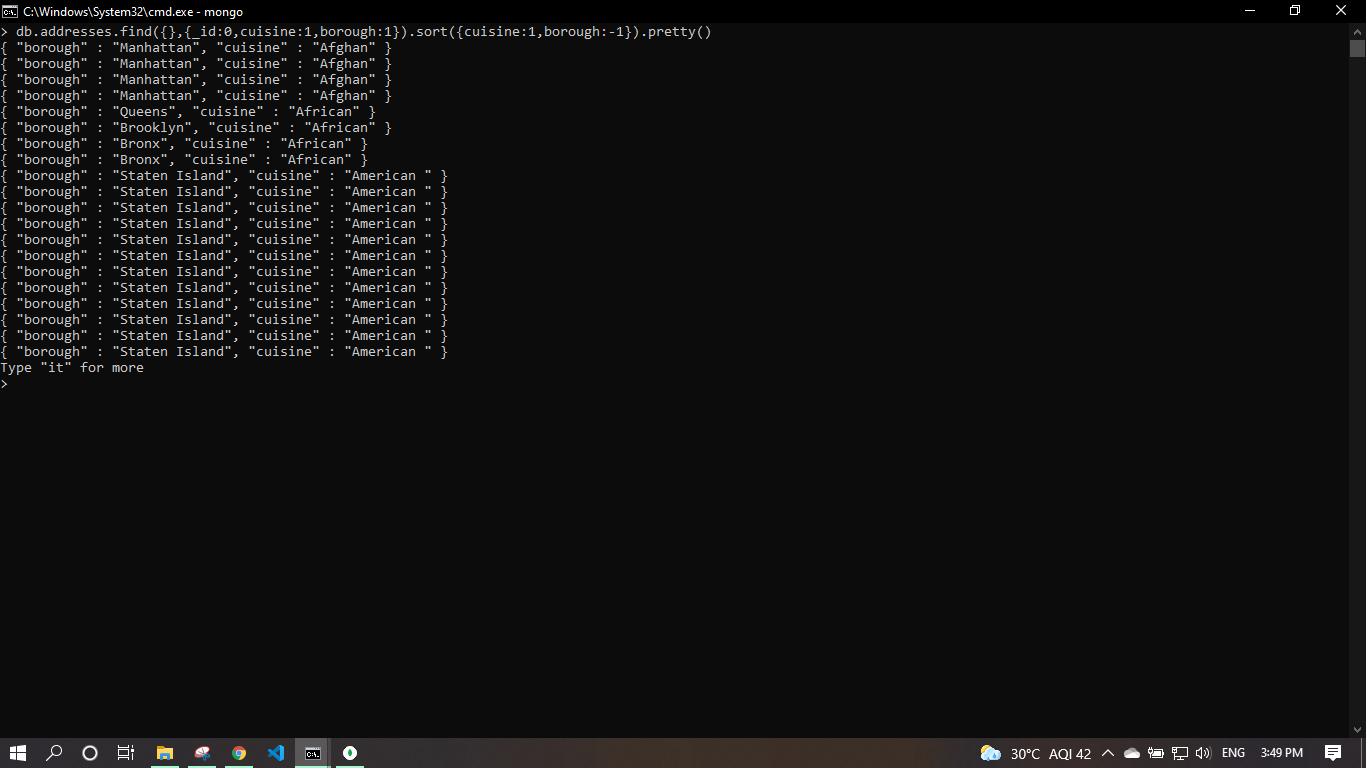 C:\Windows\System32\cmd.exe - mongo
> db.addresses.find({},{_id:0,cuisine:1,borough:1}).sort({cuisine:1,borough:-1}).pretty()
{ "borough" : "Manhattan", "cuisine" : "Afghan" }
{ "borough" : "Manhattan", "cuisine" : "Afghan" }
{ "borough" : "Manhattan", "cuisine" : "Afghan" }
{ "borough" : "Manhattan", "cuisine" : "Afghan" }
{ "borough" : "Queens", "cuisine" : "African" }
{ "borough" : "Brooklyn", "cuisine" : "African" }
{ "borough" : "Bronx", "cuisine" : "African" }
{ "borough" : "Bronx", "cuisine" : "African" }
{ "borough" : "Staten Island", "cuisine" : "American " }
{ "borough" : "Staten Island", "cuisine" : "American " }
{ "borough" : "Staten Island", "cuisine" : "American " }
{ "borough" : "Staten Island", "cuisine" : "American " }
{ "borough" : "Staten Island", "cuisine" : "American " }
{ "borough" : "Staten Island", "cuisine" : "American " }
{ "borough" : "Staten Island", "cuisine" : "American " }
{ "borough" : "Staten Island", "cuisine" : "American " }
{ "borough" : "Staten Island", "cuisine" : "American " }
{ "borough" : "Staten Island", "cuisine" : "American " }
{ "borough" : "Staten Island", "cuisine" : "American " }
{ "borough" : "Staten Island", "cuisine" : "American " }
Type "it" for more
>
30°C AQI 42 ENG 3:49 PM